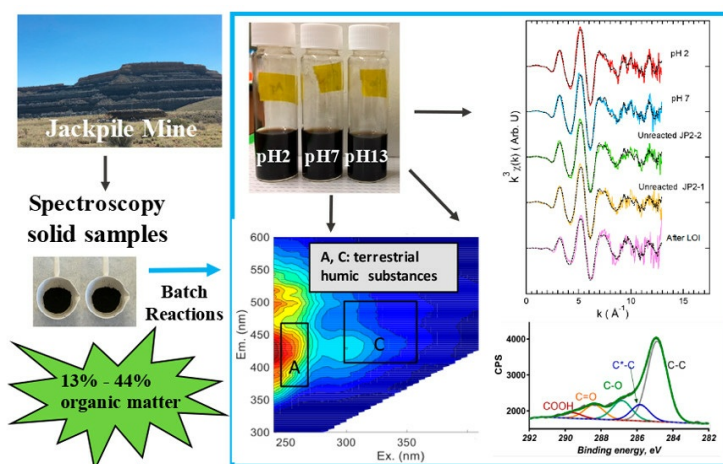 Jackpile Mine
Spectroscopy
solid samples
Batch
Reactions
13% - 44%
organic matter
pH2
pH7
pH13
A, C: terrestrial
humic substances
A
C
Em. (nm)
600
550
500
450
400
350
300
250
300
350
Ex. (nm)
k³χ(k) ( Arb. U)
pH 2
pH 7
Unreacted JP2-2
Unreacted JP2-1
After LOI
0
5
10
15
k ( Å⁻¹)
CPS
4000
3000
2000
COOH
C=O
C-O
C*-C
C-C
292
290
288
286
284
282
Binding energy, eV